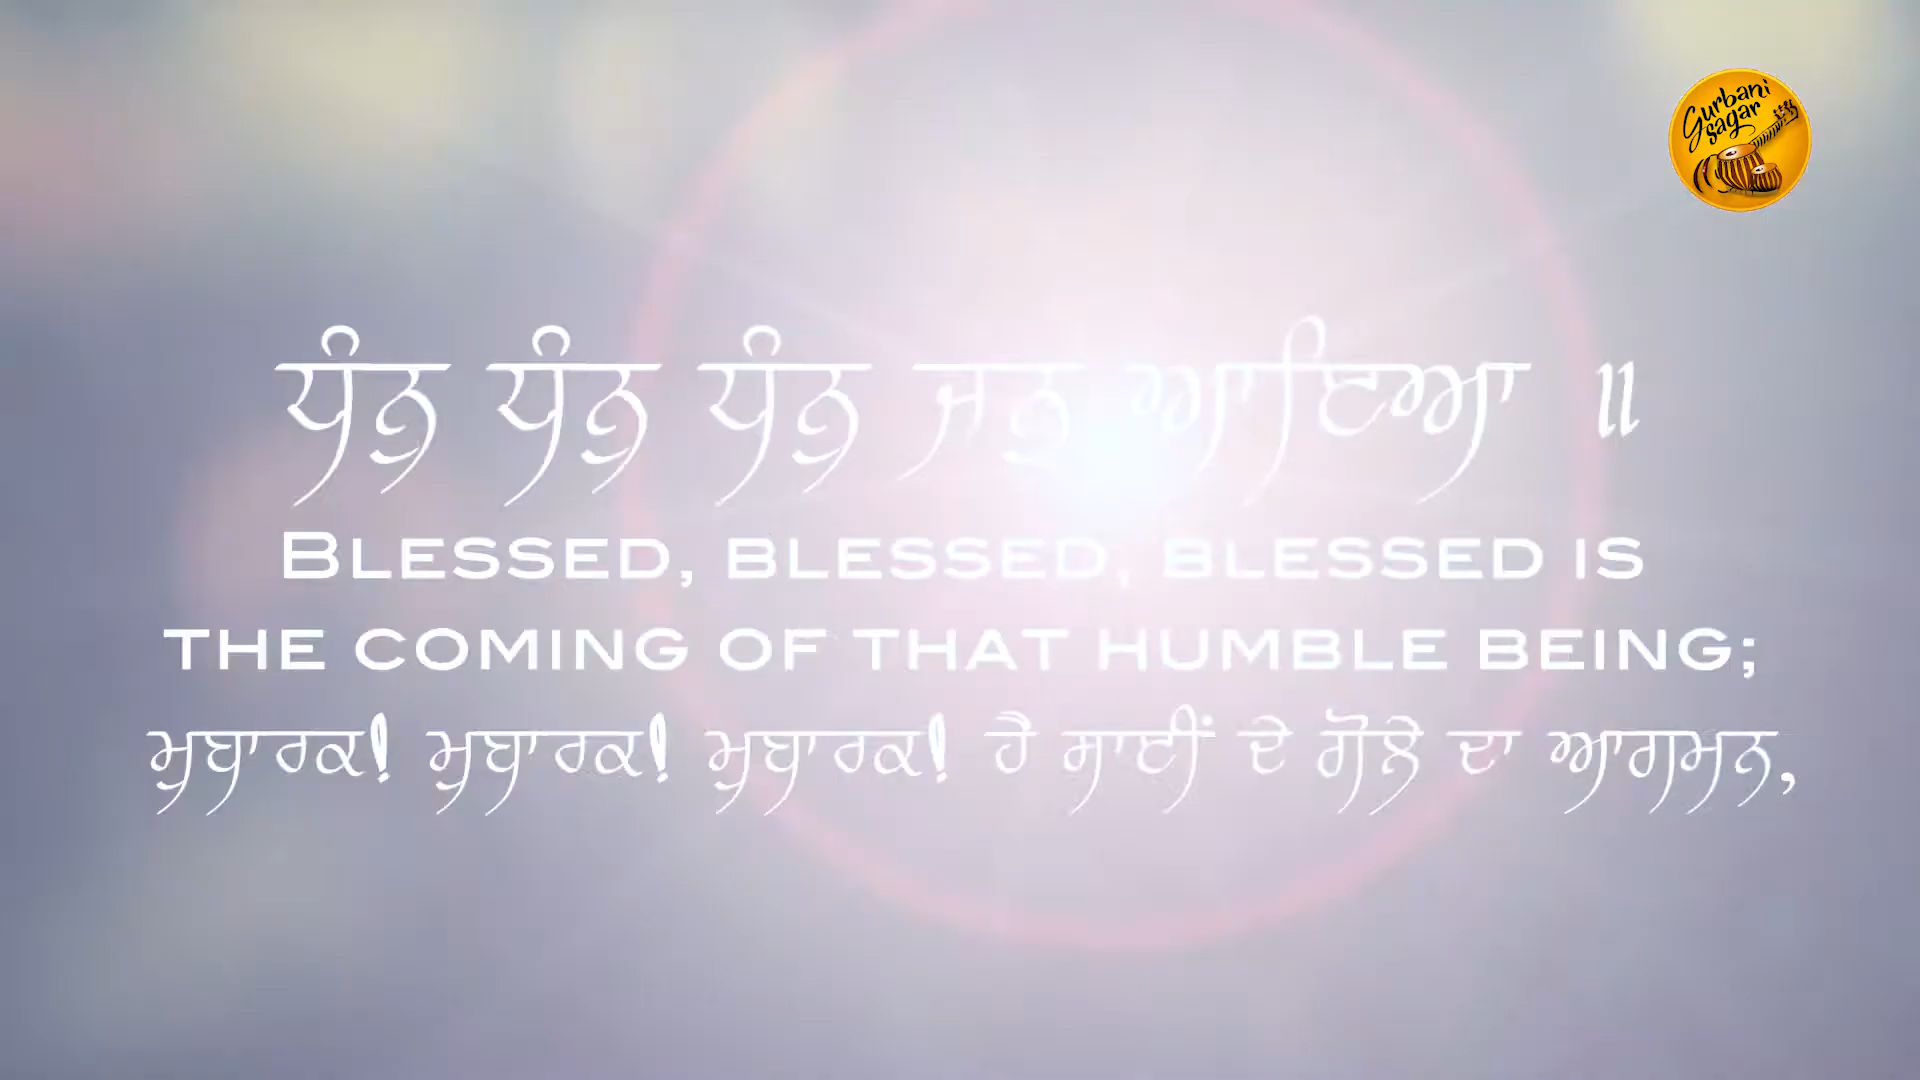 Gurbani
Sagar
ਧੰਨੁ ਧੰਨੁ ਧੰਨੁ ਜਨੁ ਆਇਆ ॥
BLESSED, BLESSED, BLESSED IS
THE COMING OF THAT HUMBLE BEING;
ਮੁਬਾਰਕ! ਮੁਬਾਰਕ! ਮੁਬਾਰਕ! ਹੈ ਸਾਈਂ ਦੇ ਗੋਲੇ ਦਾ ਆਗਮਨ,